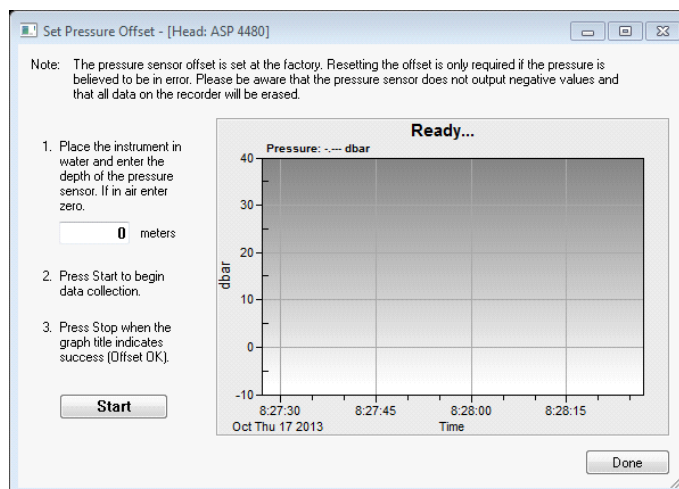 Set Pressure Offset - [Head: ASP 4480]
Note: The pressure sensor offset is set at the factory. Resetting the offset is only required if the pressure is
believed to be in error. Please be aware that the pressure sensor does not output negative values and
that all data on the recorder will be erased.
1. Place the instrument in
water and enter the
depth of the pressure
sensor. If in air enter
zero.
0 meters
2. Press Start to begin
data collection.
3. Press Stop when the
graph title indicates
success (Offset OK).
Start
Ready...
Pressure: -.--- dbar
40
30
20
10
0
-10
dbar
8:27:30 8:27:45 8:28:00 8:28:15
Oct Thu 17 2013 Time
Done